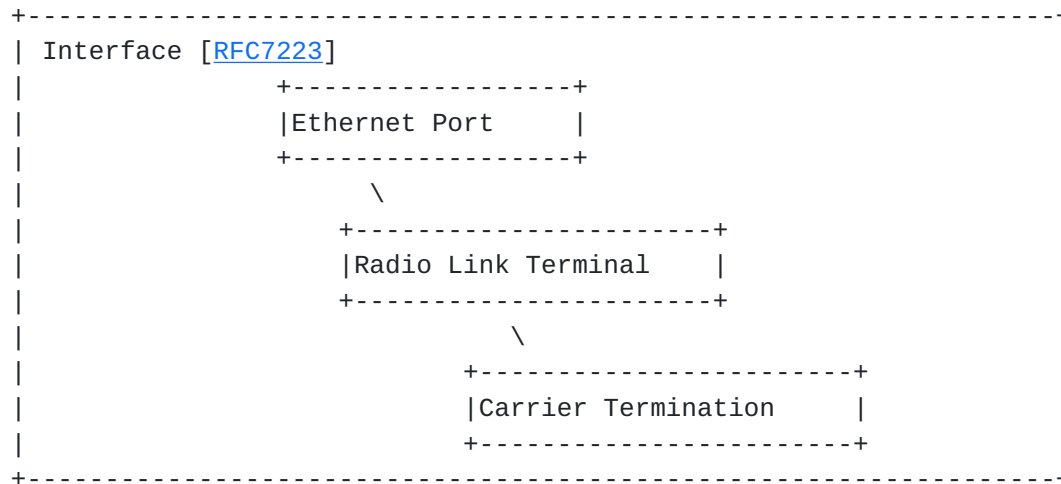 Interface [RFC7223]
Ethernet Port
Radio Link Terminal
Carrier Termination